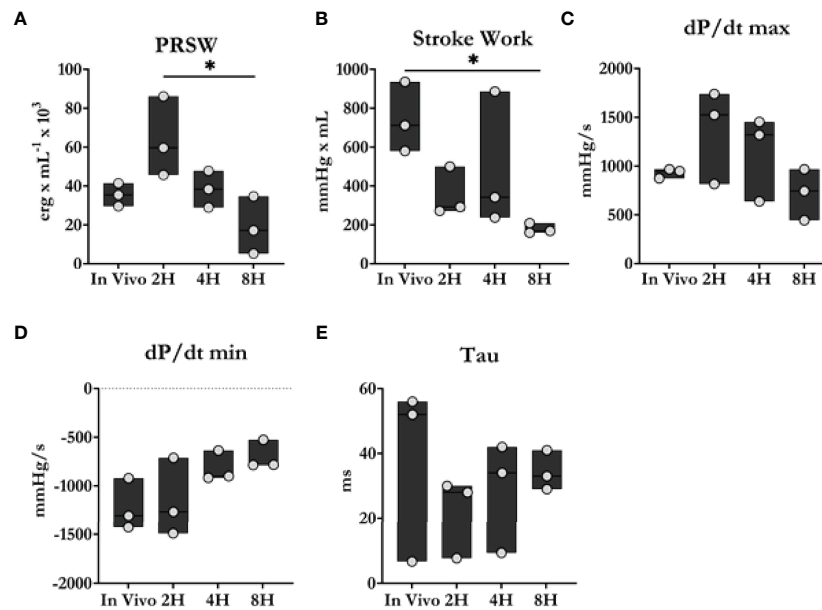 A
PRSW
*
erg x mL⁻¹ x 10³
100
80
60
40
20
0
In Vivo 2H 4H 8H
B
Stroke Work
*
mmHg x mL
1000
800
600
400
200
0
In Vivo 2H 4H 8H
C
dP/dt max
mmHg/s
2000
1500
1000
500
0
In Vivo 2H 4H 8H
D
dP/dt min
mmHg/s
0
-500
-1000
-1500
-2000
In Vivo 2H 4H 8H
E
Tau
ms
60
40
20
0
In Vivo 2H 4H 8H